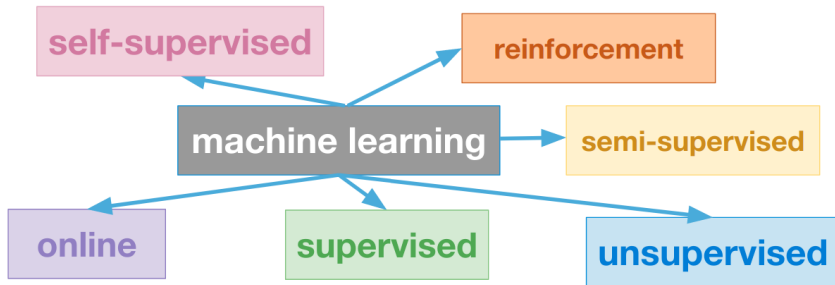 self-supervised
reinforcement
machine learning
semi-supervised
online
supervised
unsupervised